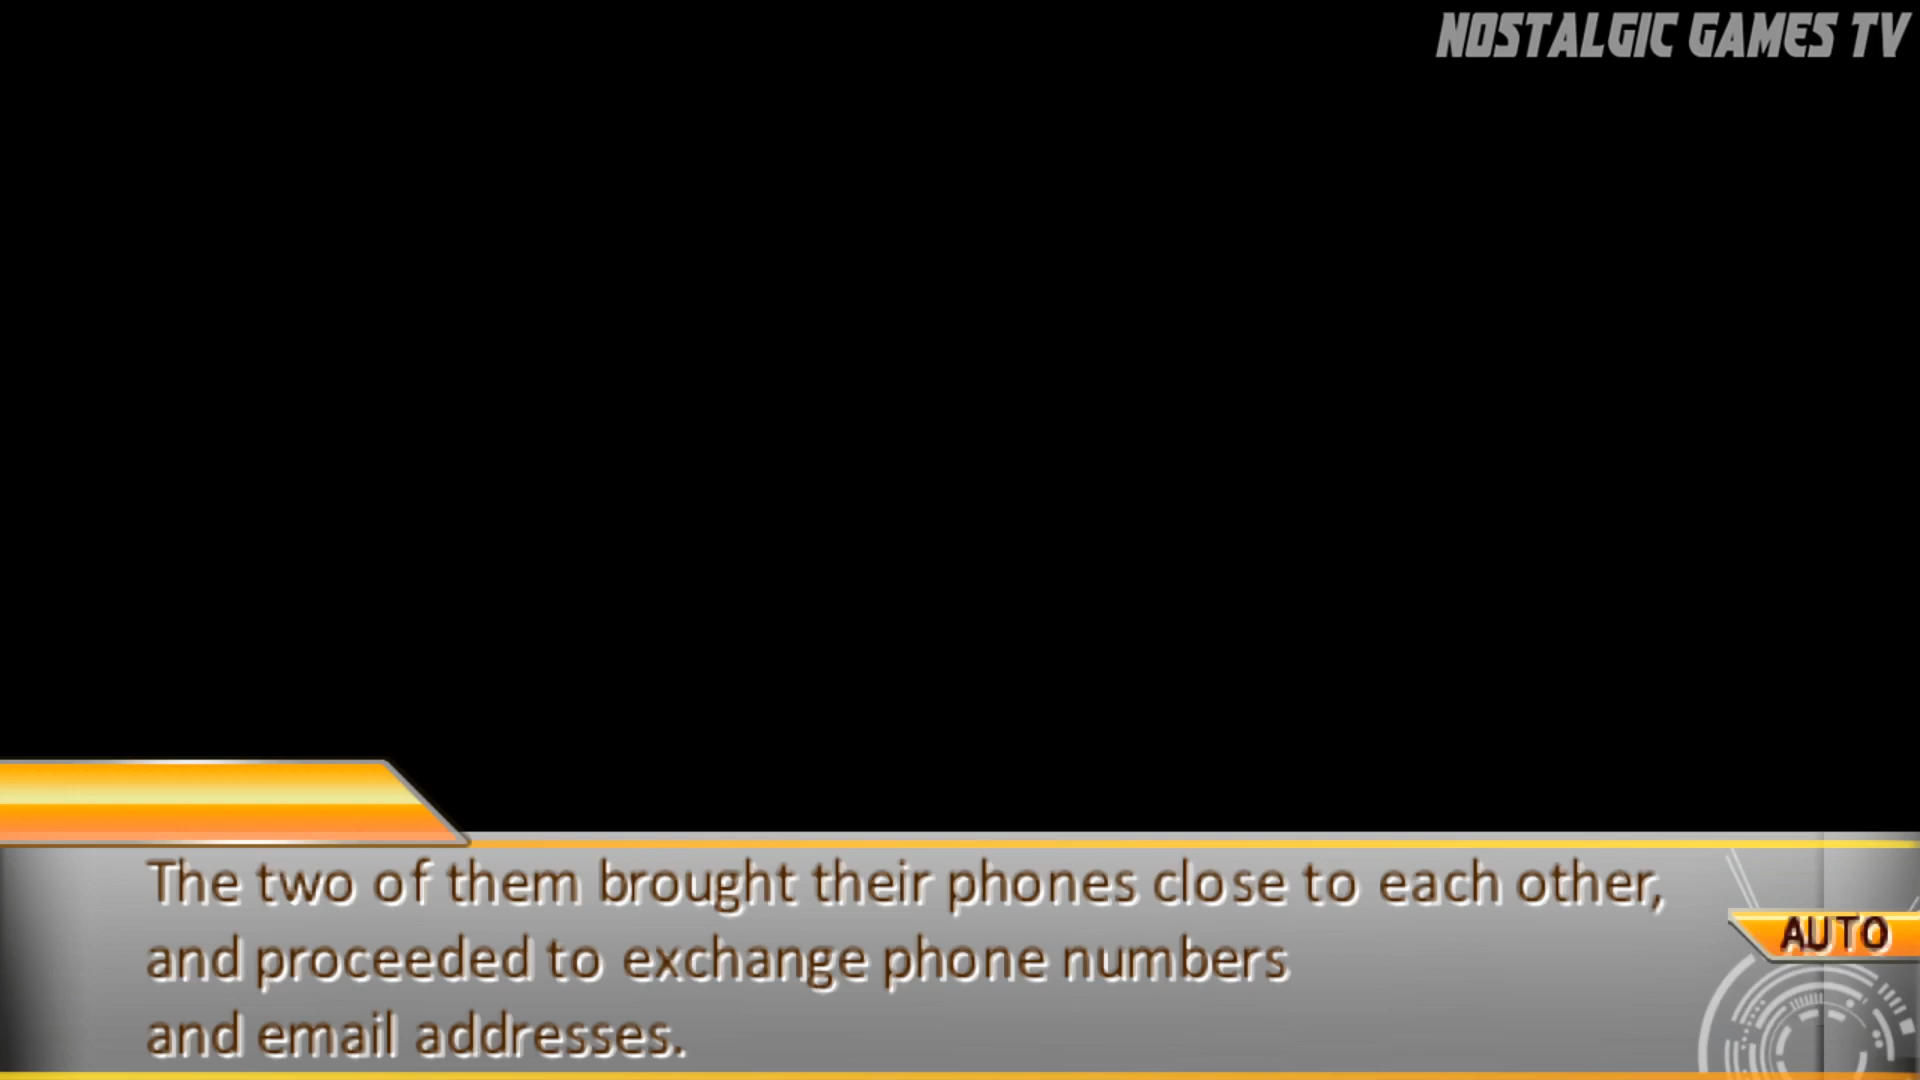 NOSTALGIC GAMES TV
The two of them brought their phones close to each other,
and proceeded to exchange phone numbers
and email addresses.
AUTO